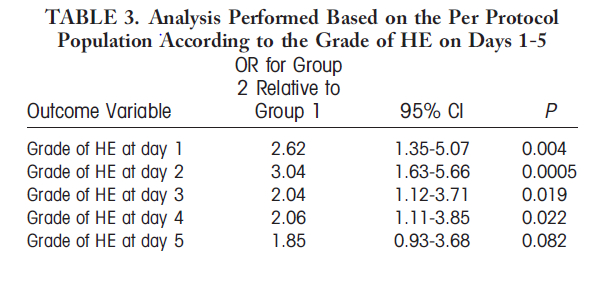 TABLE 3. Analysis Performed Based on the Per Protocol
Population According to the Grade of HE on Days 1-5
OR for Group
2 Relative to
Outcome Variable Group 1 95% CI P
Grade of HE at day 1 2.62 1.35-5.07 0.004
Grade of HE at day 2 3.04 1.63-5.66 0.0005
Grade of HE at day 3 2.04 1.12-3.71 0.019
Grade of HE at day 4 2.06 1.11-3.85 0.022
Grade of HE at day 5 1.85 0.93-3.68 0.082